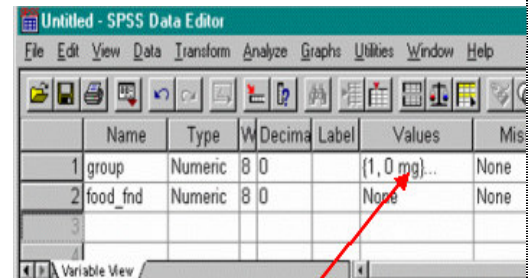 Untitled - SPSS Data Editor
File Edit View Data Transform Analyze Graphs Utilities Window Help
Name Type W Decima Label Values Mis
1 group Numeric 8 0 {1, 0 mg}... None
2 food_fnd Numeric 8 0 None None
3
4
Variable View